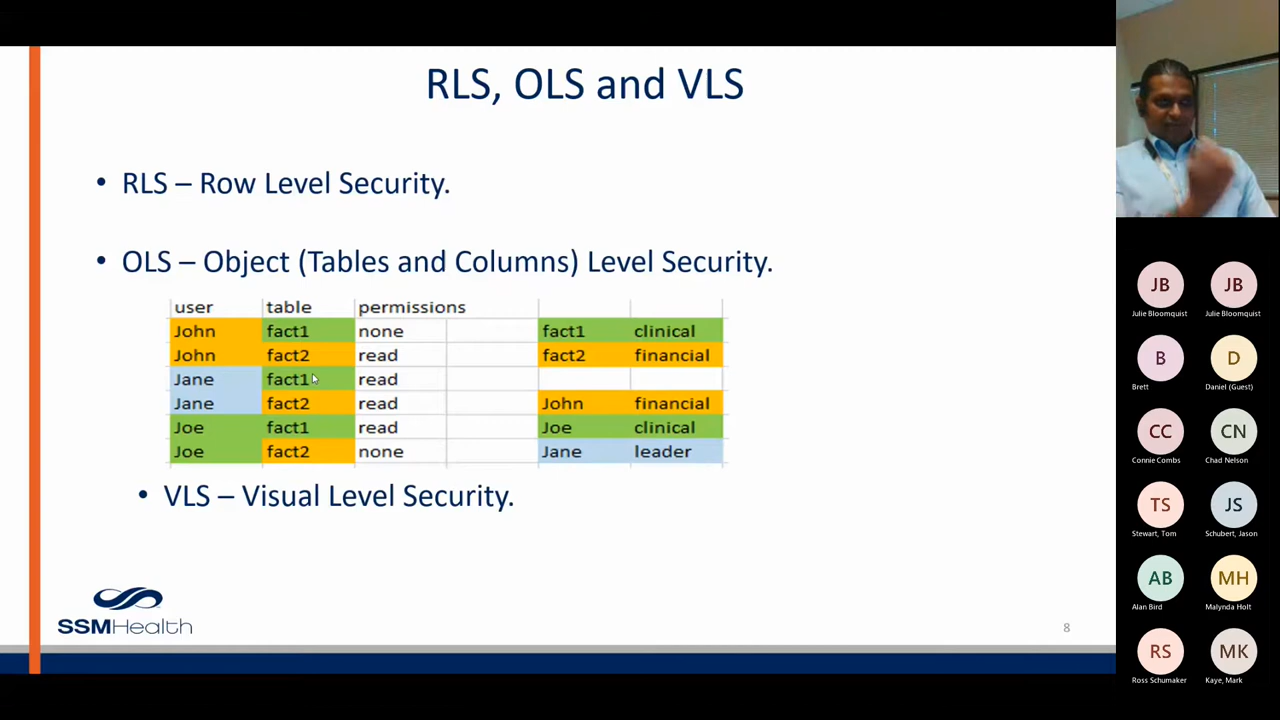 RLS, OLS and VLS
• RLS – Row Level Security.
• OLS – Object (Tables and Columns) Level Security.
user table permissions
John fact1 none fact1 clinical
John fact2 read fact2 financial
Jane fact1 read
Jane fact2 read John financial
Joe fact1 read Joe clinical
Joe fact2 none Jane leader
• VLS – Visual Level Security.
SSMHealth
8
JB JB
Julie Bloomquist Julie Bloomquist
B D
Brett Daniel (Guest)
CC CN
Connie Combs Chad Nelson
TS JS
Stewart, Tom Schubert, Jason
AB MH
Alan Bird Malynda Holt
RS MK
Ross Schumaker Kaye, Mark